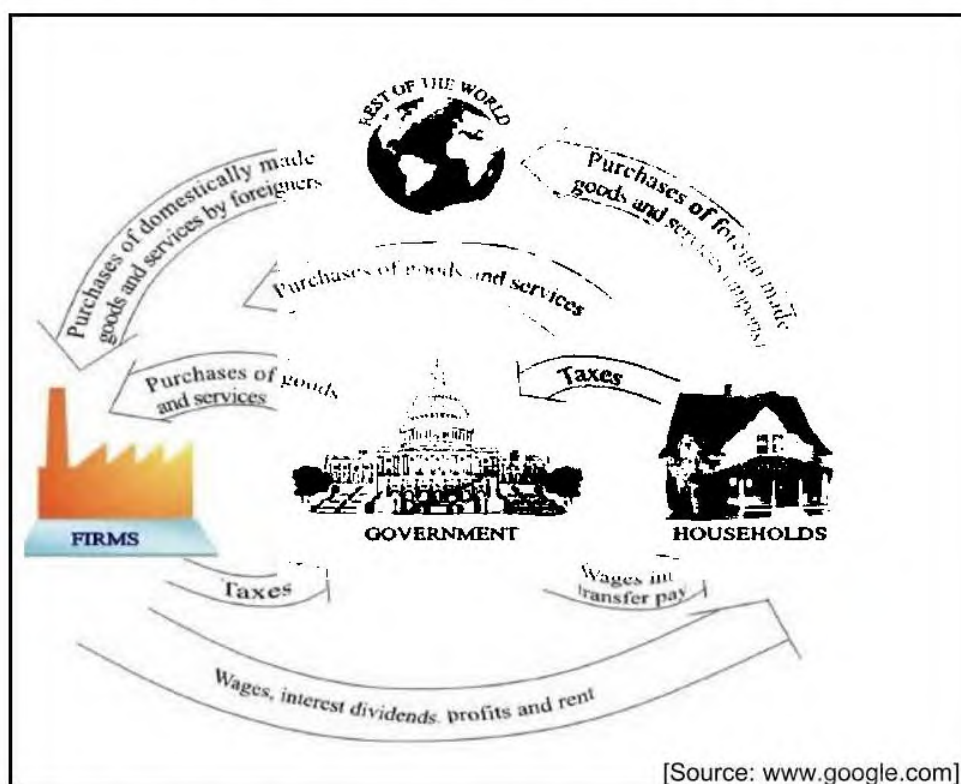 REST OF THE WORLD
Purchases of domestically made
goods and services by foreigners
Purchases of foreign made
goods and services
Purchases of goods and services
Purchases of goods
and services
Taxes
FIRMS
GOVERNMENT
HOUSEHOLDS
Taxes
Wages
transfer pay
Wages, interest dividends, profits and rent
[Source: www.google.com]